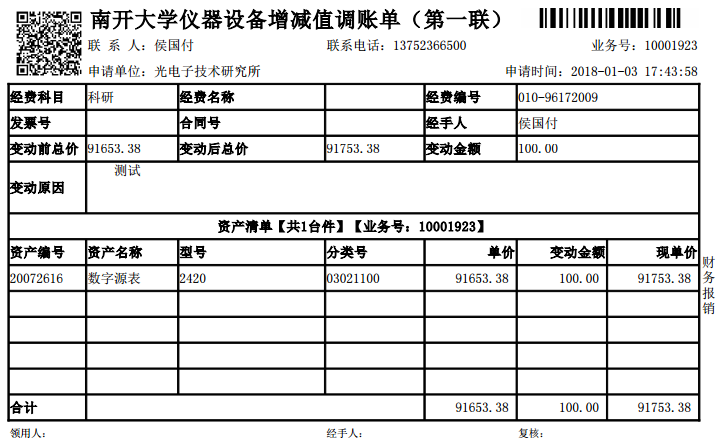 南开大学仪器设备增减值调账单（第一联）
联 系 人：侯国付 联系电话：13752366500 业务号：10001923
申请单位：光电子技术研究所 申请时间：2018-01-03 17:43:58
经费科目 科研 经费名称 经费编号 010-96172009
发票号 合同号 经手人 侯国付
变动前总价 91653.38 变动后总价 91753.38 变动金额 100.00
变动原因 测试
资产清单【共1台件】【业务号：10001923】
资产编号 资产名称 型号 分类号 单价 变动金额 现单价
20072616 数字源表 2420 03021100 91653.38 100.00 91753.38
合计 91653.38 100.00 91753.38
财务报销
领用人： 经手人： 复核：